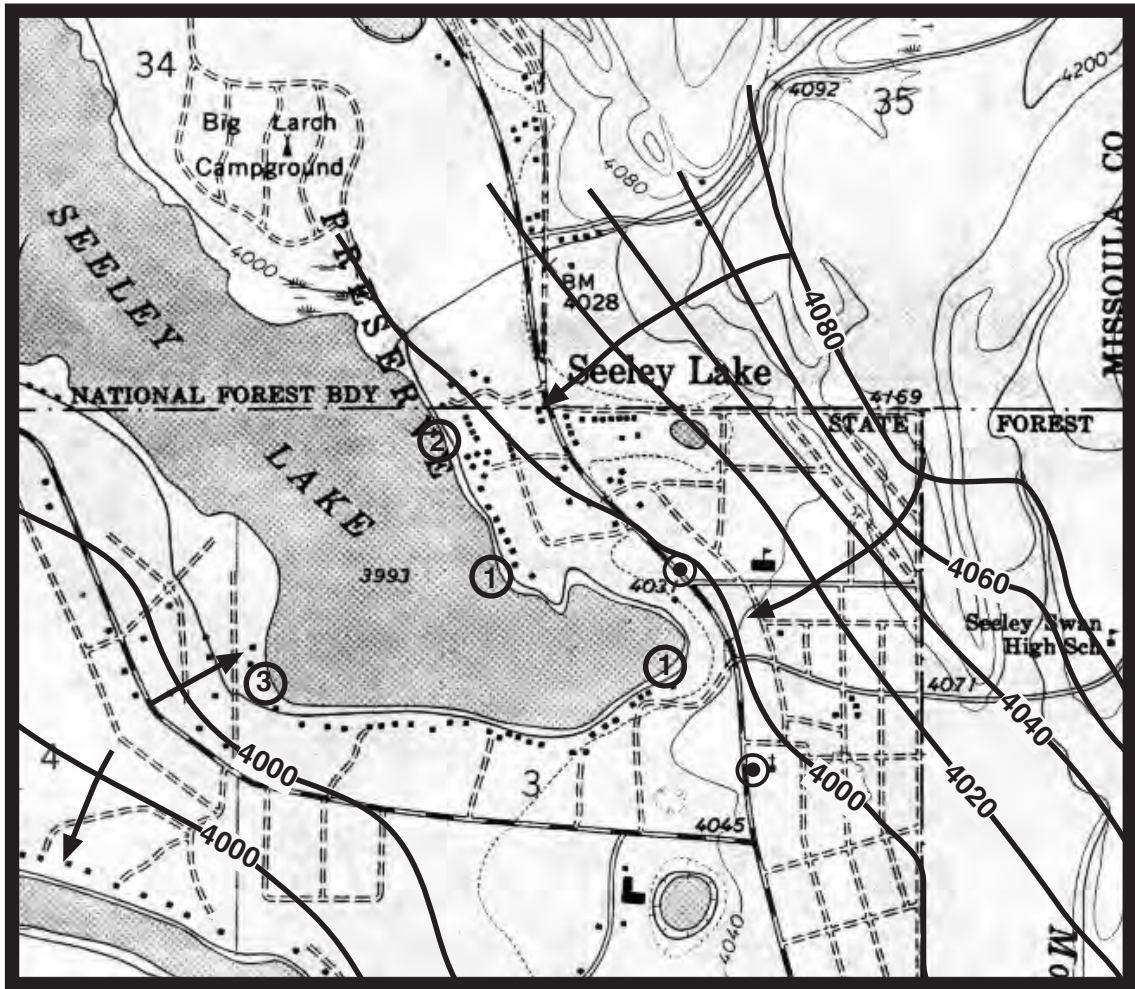 34
4092
35
4200
Big Larch
Campground
4080
MISSOULA CO
PRESERVE
SEELEY
4000
BM
4028
4080
Seeley Lake
NATIONAL FOREST BDY
4169
STATE FOREST
2
LAKE
3993
1
403
4060
Seeley Swan
High Sch
1
3
4071
4040
4
4000
3
4000
4020
4000
4045
4040
Mo